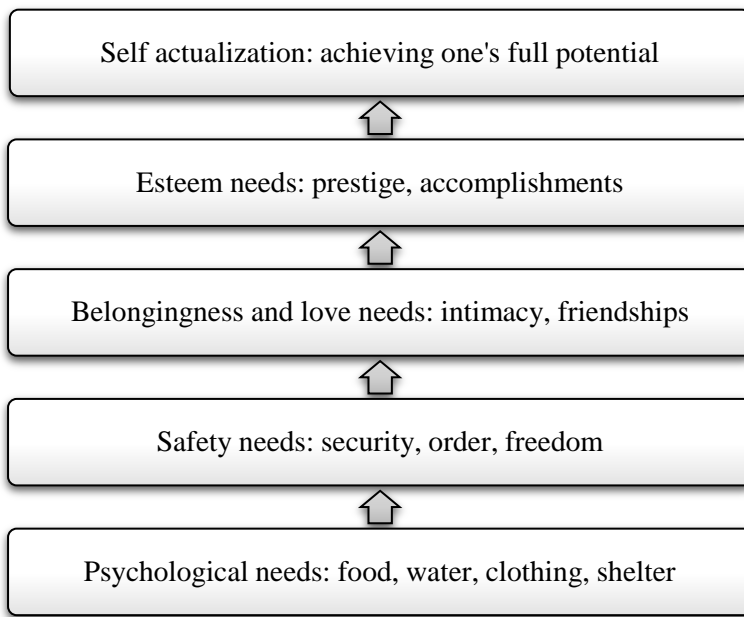 Self actualization: achieving one's full potential
Esteem needs: prestige, accomplishments
Belongingness and love needs: intimacy, friendships
Safety needs: security, order, freedom
Psychological needs: food, water, clothing, shelter